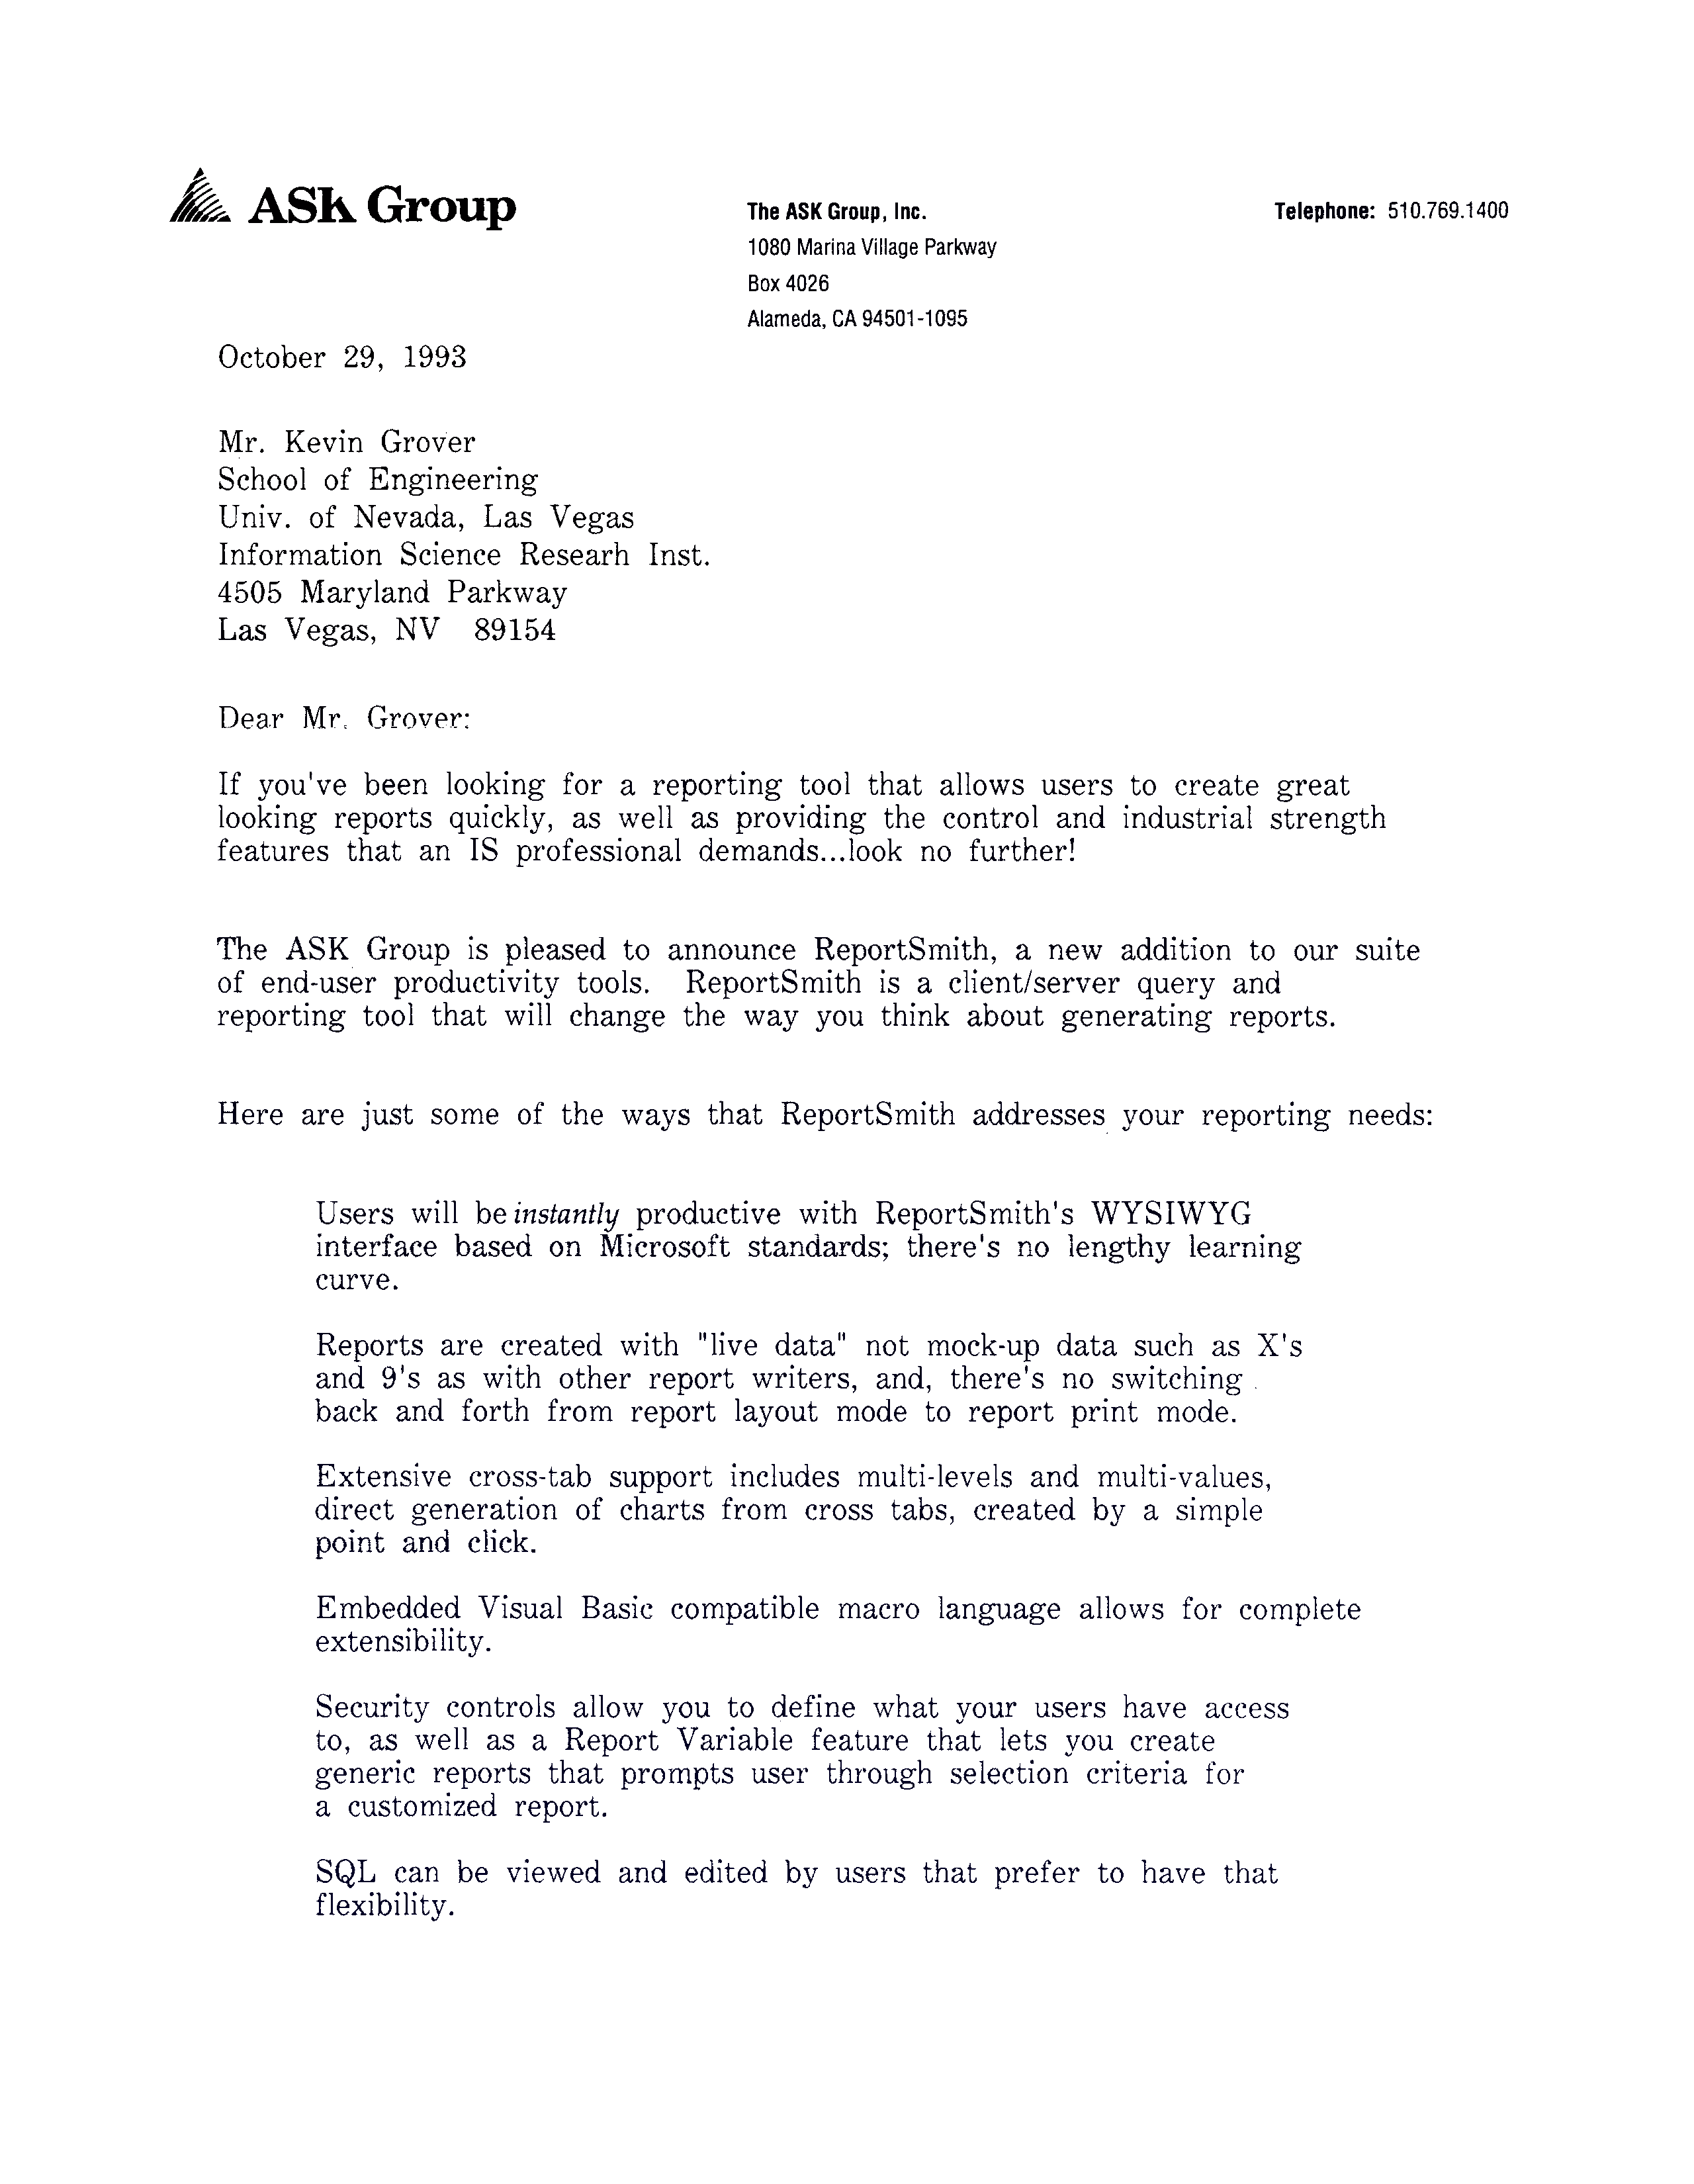 ASK Group
The ASK Group, Inc.
1080 Marina Village Parkway
Box 4026
Alameda, CA 94501-1095
Telephone: 510.769.1400
October 29, 1993
Mr. Kevin Grover
School of Engineering
Univ. of Nevada, Las Vegas
Information Science Researh Inst.
4505 Maryland Parkway
Las Vegas, NV 89154
Dear Mr. Grover:
If you've been looking for a reporting tool that allows users to create great
looking reports quickly, as well as providing the control and industrial strength
features that an IS professional demands...look no further!
The ASK Group is pleased to announce ReportSmith, a new addition to our suite
of end-user productivity tools. ReportSmith is a client/server query and
reporting tool that will change the way you think about generating reports.
Here are just some of the ways that ReportSmith addresses your reporting needs:
Users will be instantly productive with ReportSmith's WYSIWYG
interface based on Microsoft standards; there's no lengthy learning
curve.
Reports are created with "live data" not mock-up data such as X's
and 9's as with other report writers, and, there's no switching
back and forth from report layout mode to report print mode.
Extensive cross-tab support includes multi-levels and multi-values,
direct generation of charts from cross tabs, created by a simple
point and click.
Embedded Visual Basic compatible macro language allows for complete
extensibility.
Security controls allow you to define what your users have access
to, as well as a Report Variable feature that lets you create
generic reports that prompts user through selection criteria for
a customized report.
SQL can be viewed and edited by users that prefer to have that
flexibility.